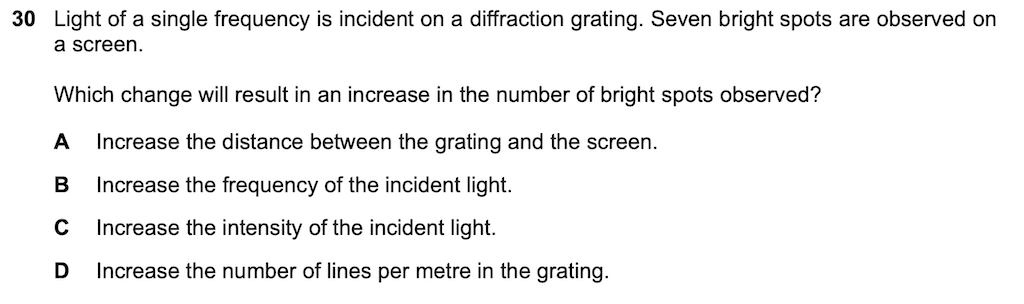 30 Light of a single frequency is incident on a diffraction grating. Seven bright spots are observed on
a screen.
Which change will result in an increase in the number of bright spots observed?
A Increase the distance between the grating and the screen.
B Increase the frequency of the incident light.
C Increase the intensity of the incident light.
D Increase the number of lines per metre in the grating.